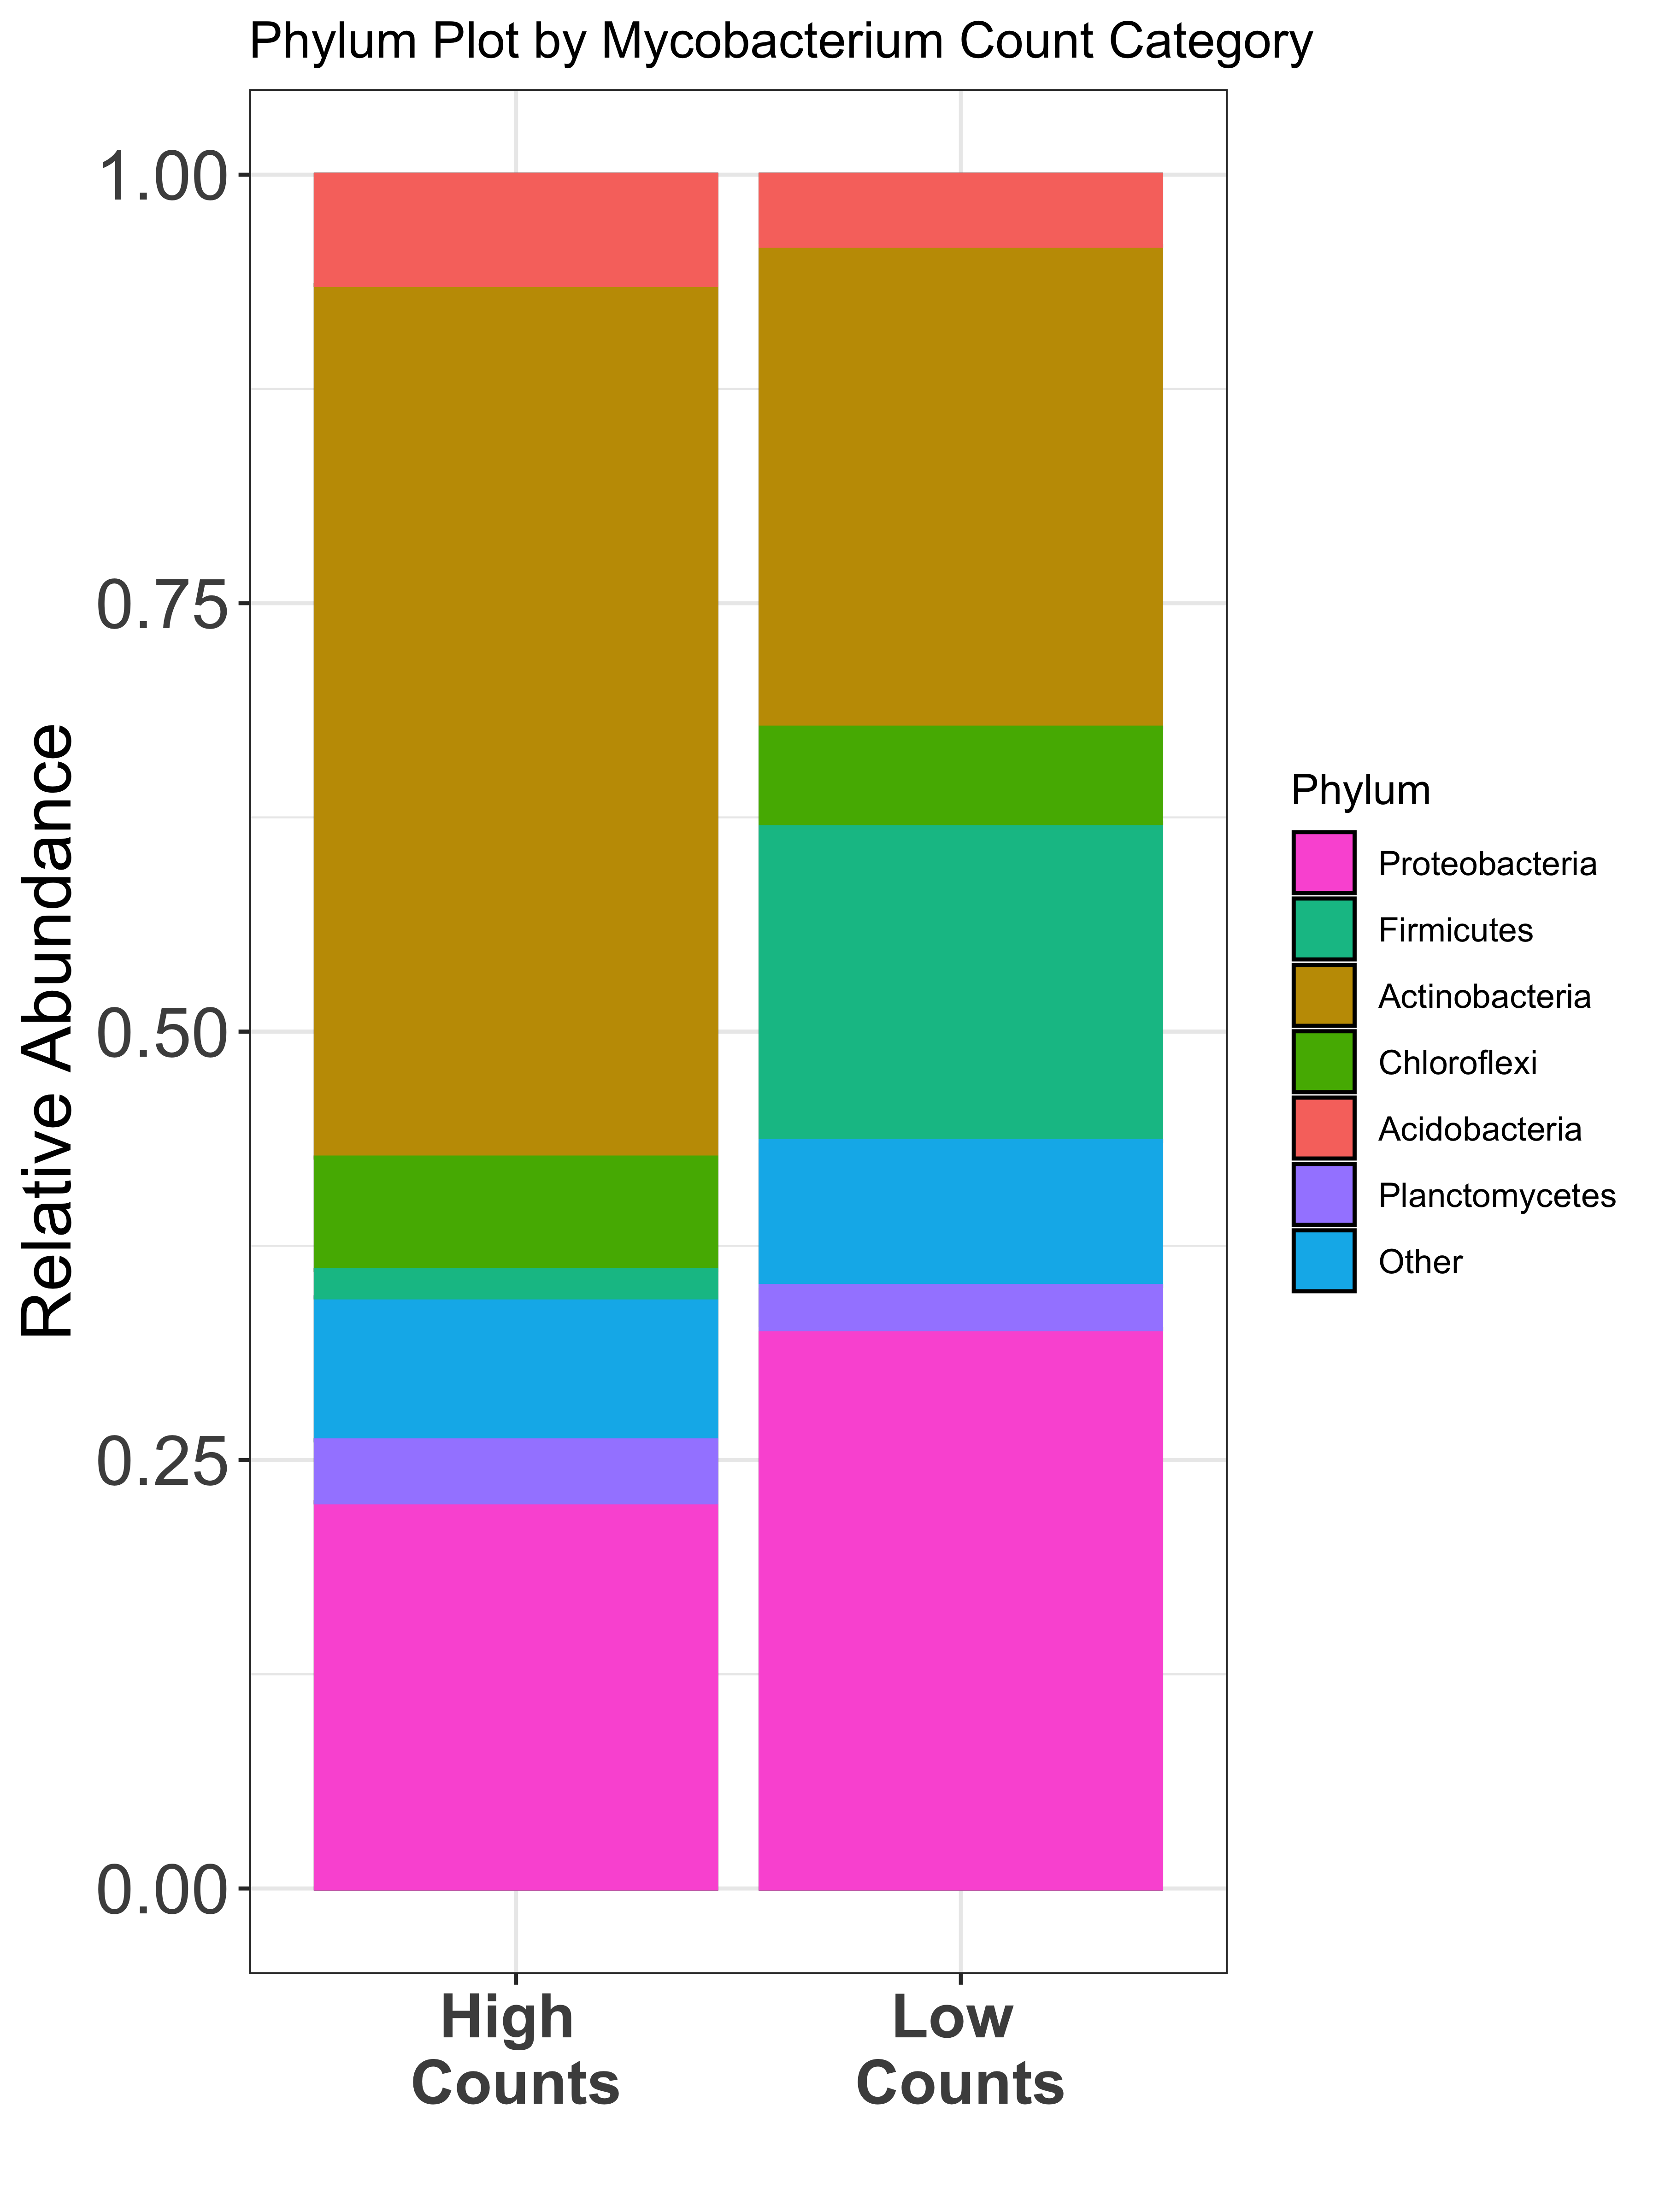 Phylum Plot by Mycobacterium Count Category
Relative Abundance
1.00
0.75
0.50
0.25
0.00
High
Counts
Low
Counts
Phylum
Proteobacteria
Firmicutes
Actinobacteria
Chloroflexi
Acidobacteria
Planctomycetes
Other